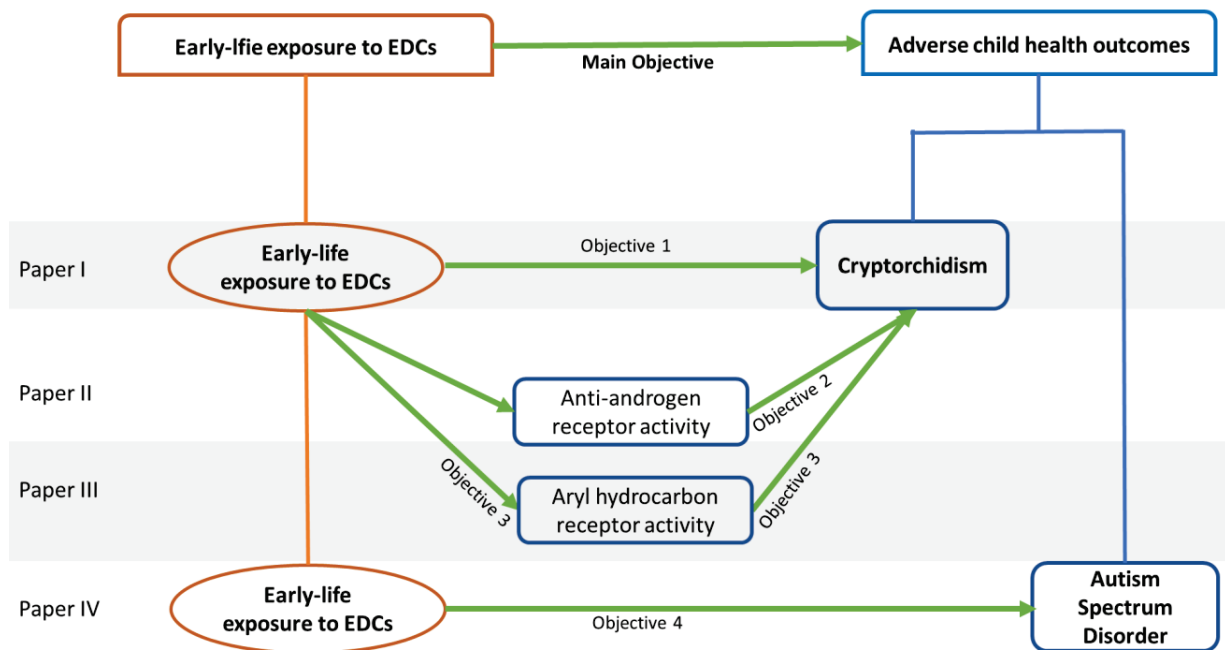 Early-lfie exposure to EDCs
Main Objective
Adverse child health outcomes
Paper I
Early-life
exposure to EDCs
Objective 1
Cryptorchidism
Paper II
Anti-androgen
receptor activity
Objective 2
Paper III
Objective 3
Aryl hydrocarbon
receptor activity
Objective 3
Paper IV
Early-life
exposure to EDCs
Objective 4
Autism
Spectrum
Disorder